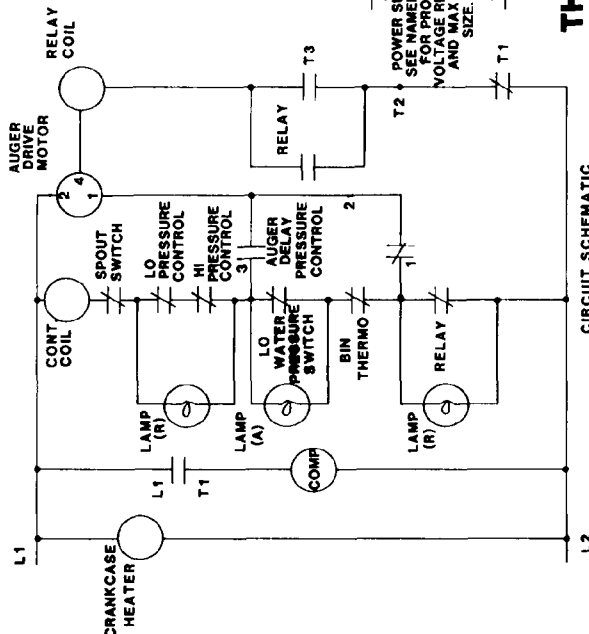 L1
CRANKCASE
HEATER
L1
T1
COMP
CONT
COIL
SPOUT
SWITCH
LO
PRESSURE
CONTROL
HI
PRESSURE
CONTROL
LAMP
(R)
3
AUGER
DELAY
PRESSURE
CONTROL
LO
WATER
PRESSURE
SWITCH
LAMP
(A)
BIN
THERMO
LAMP
(R)
RELAY
1
2
AUGER
DRIVE
MOTOR
2
4
1
RELAY
COIL
RELAY
T3
T2
T1
POWER SU
SEE NAMEL
FOR PRO
VOLTAGE RE
AND MAX
SIZE.
TH
L2
CIRCUIT SCHEMATIC